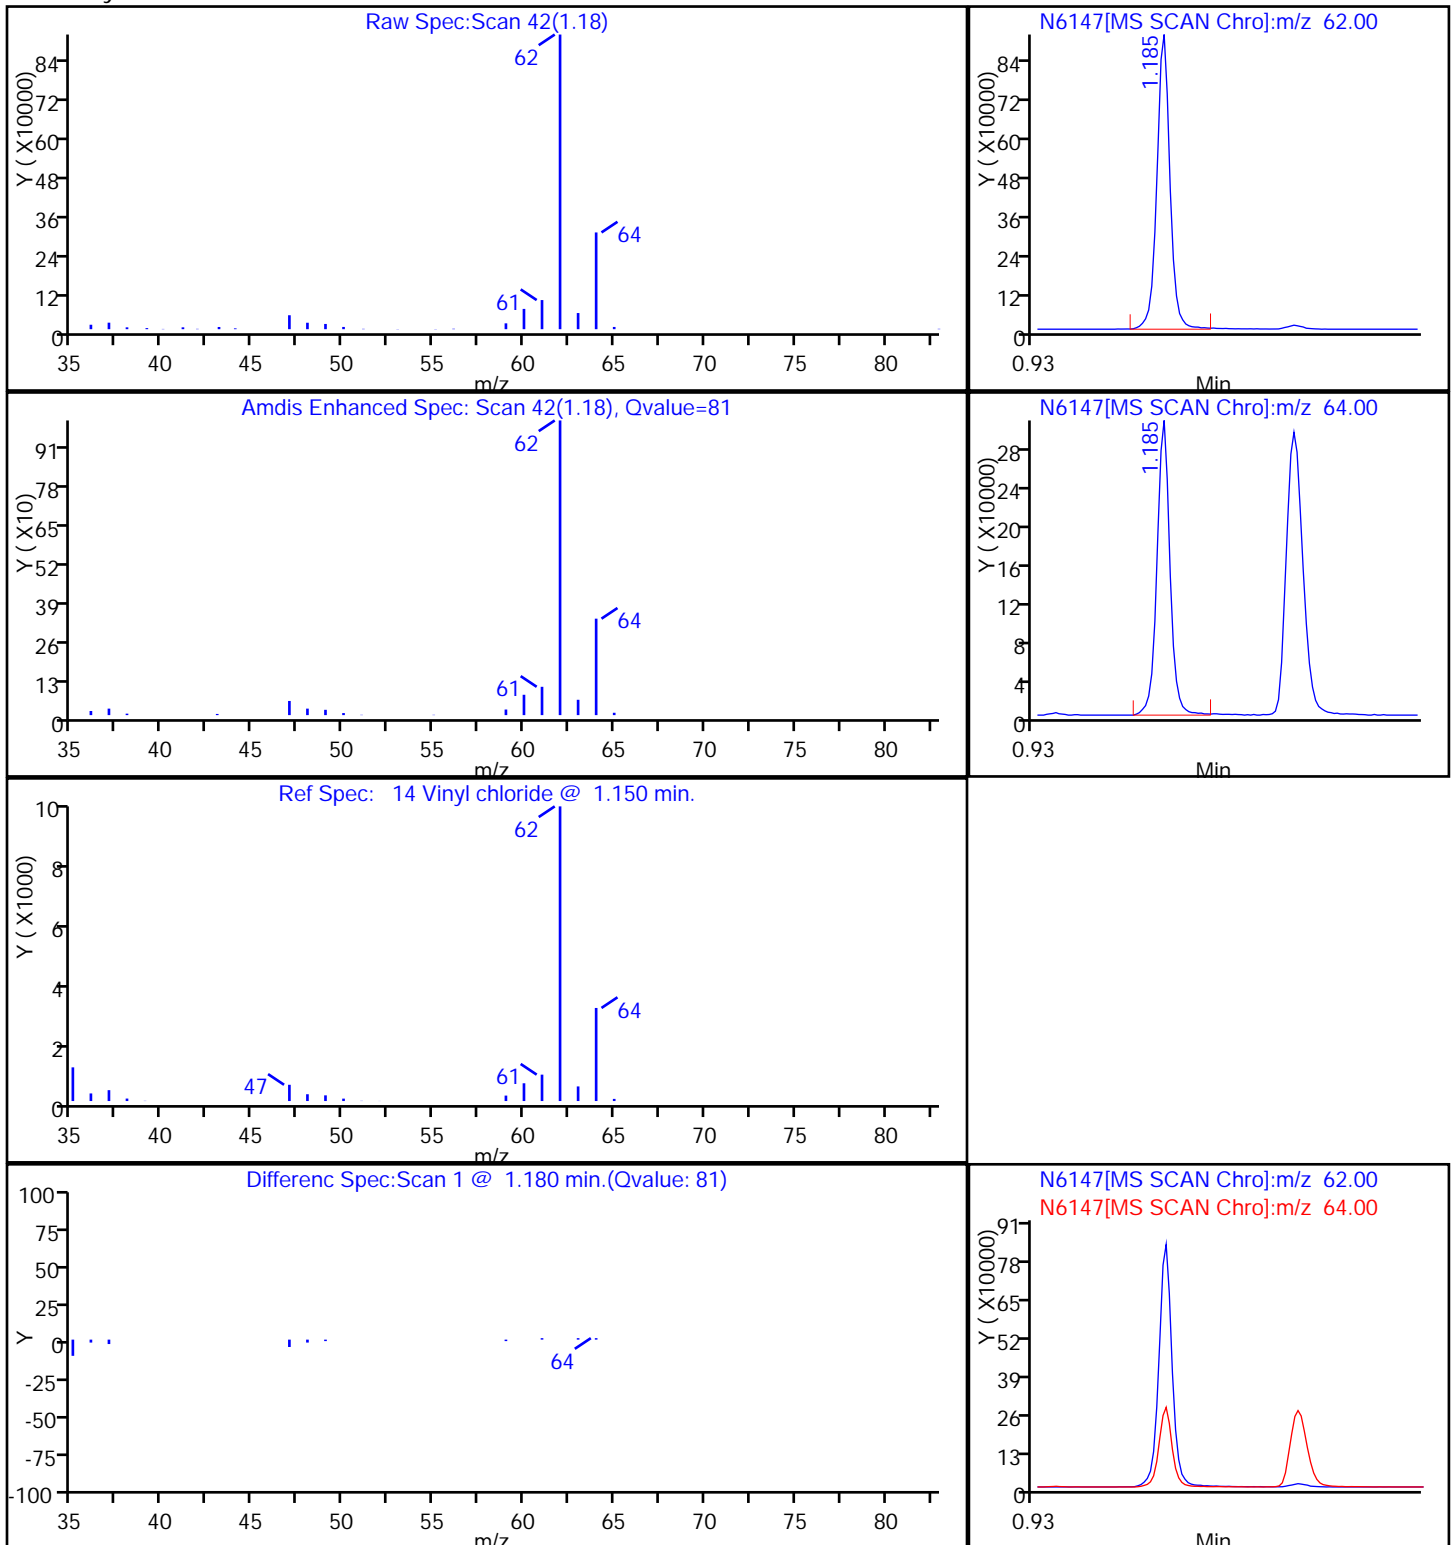 Raw Spec:Scan 42(1.18)
Y ( X10000)
84
72
60
48
36
24
12
0
62
64
61
35 40 45 50 55 60 65 70 75 80
m/z
N6147[MS SCAN Chro]:m/z 62.00
Y ( X10000)
84
72
60
48
36
24
12
0
1.185
0.93
Min
Amdis Enhanced Spec: Scan 42(1.18), Qvalue=81
Y ( X10)
91
78
65
52
39
26
13
0
62
64
61
35 40 45 50 55 60 65 70 75 80
m/z
N6147[MS SCAN Chro]:m/z 64.00
Y ( X10000)
28
24
20
16
12
8
4
0
1.185
0.93
Min
Ref Spec: 14 Vinyl chloride @ 1.150 min.
Y ( X1000)
10
8
6
4
2
0
62
64
61
47
35 40 45 50 55 60 65 70 75 80
m/z
Differenc Spec:Scan 1 @ 1.180 min.(Qvalue: 81)
Y
100
75
50
25
0
-25
-50
-75
-100
64
35 40 45 50 55 60 65 70 75 80
m/z
N6147[MS SCAN Chro]:m/z 62.00
N6147[MS SCAN Chro]:m/z 64.00
Y ( X10000)
91
78
65
52
39
26
13
0
0.93
Min